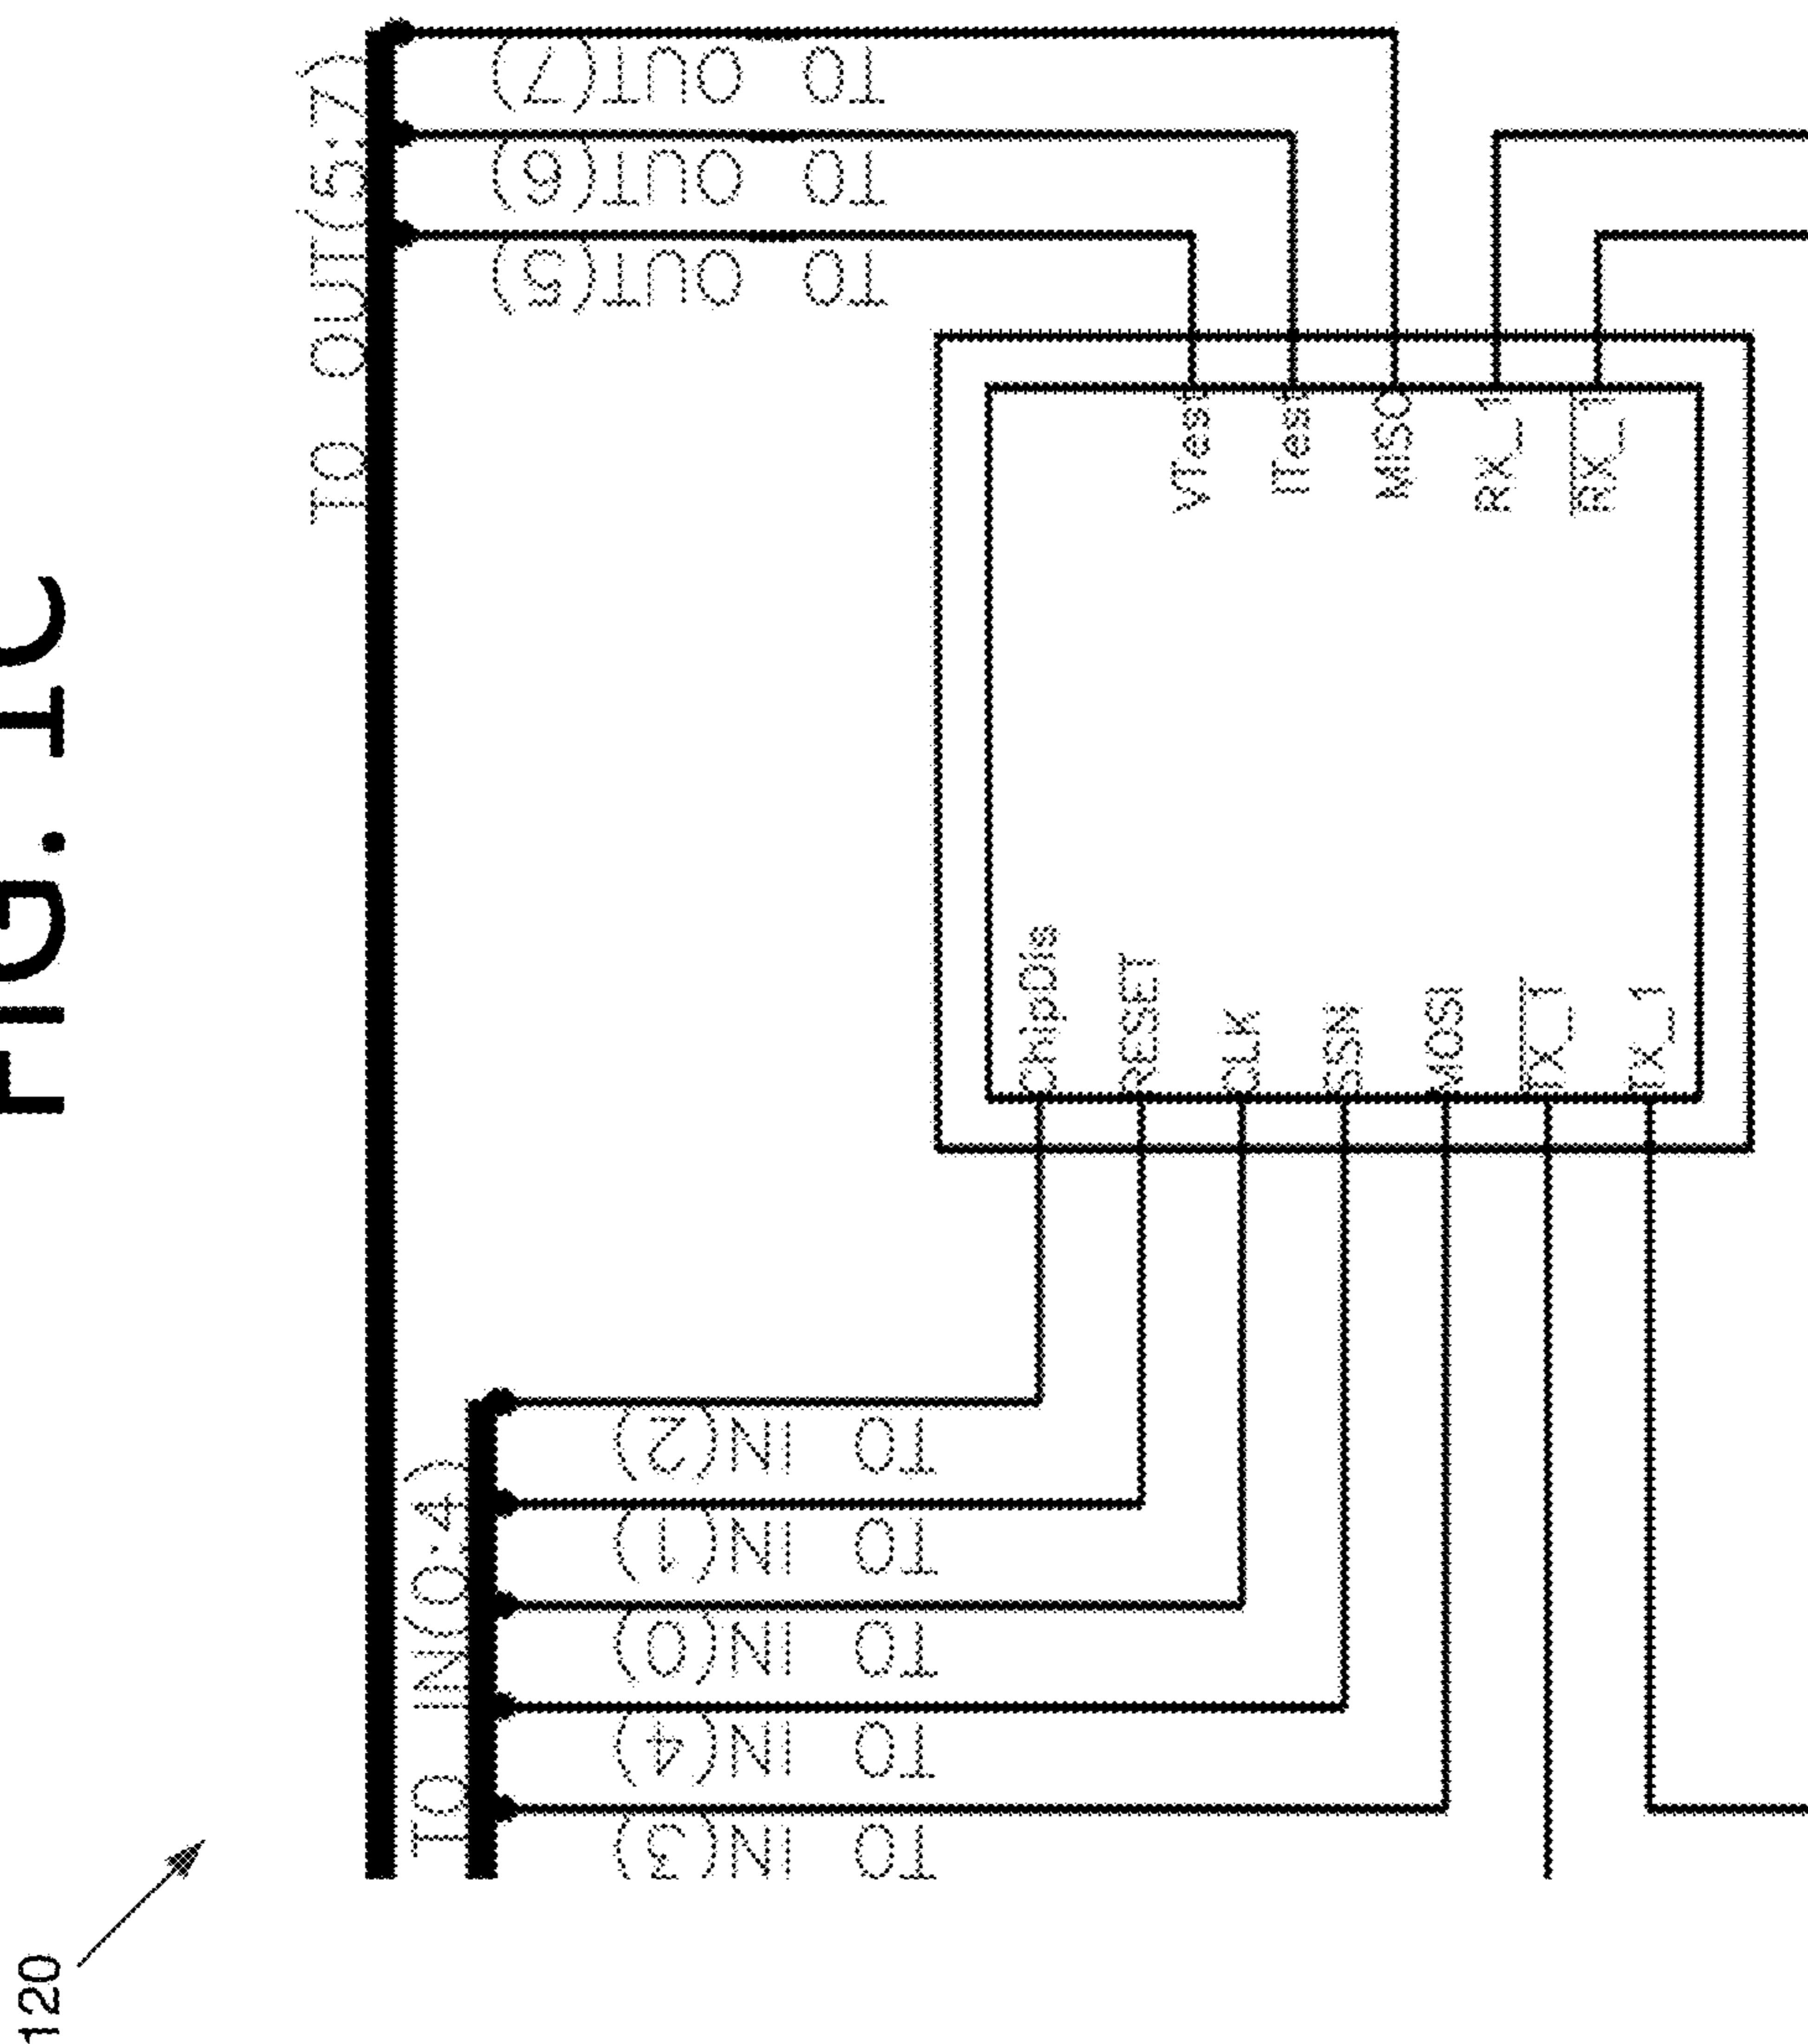 FIG. 1C
120
TO OUT(5:7)
TO OUT(7)
TO OUT(6)
TO OUT(5)
TO IN(0:4)
TO IN(2)
TO IN(1)
TO IN(0)
TO IN(4)
TO IN(3)
ChipDis
RESET
CLK
SSN
MOSI
TX_1
TX_1
VTest
ITest
MISO
RX_1
RX_1